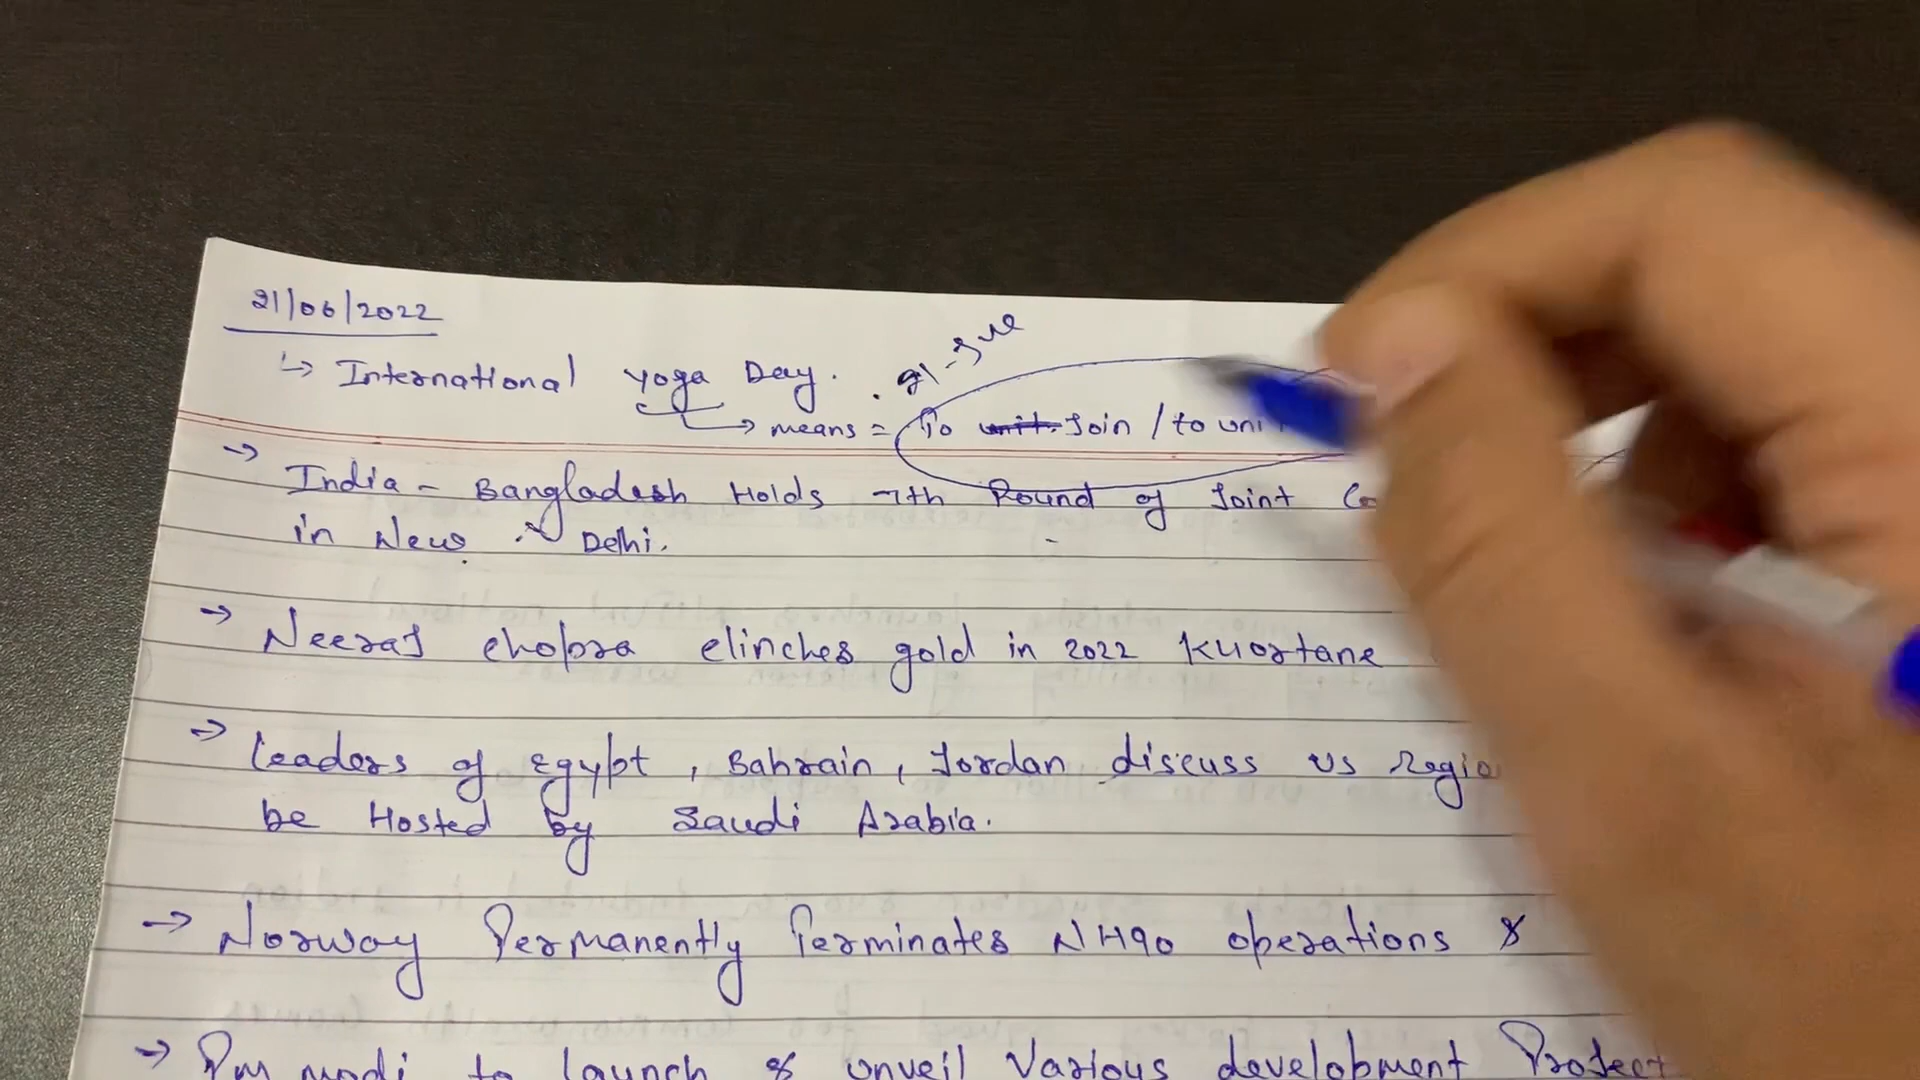 21/06/2022
↳ International yoga Day. . 21-June
→ means = To unit. Join / to uni
→ India - Bangladesh Holds 7th Round of Joint Co
in New Delhi.
→ Neeraj chopra clinches gold in 2022 Kuortane
→ Leaders of Egypt, Bahrain, Jordan discuss US Regio
be Hosted by Saudi Arabia.
→ Norway Permanently Terminates NH90 operations &
→ Pm modi to launch & unveil Various development Project